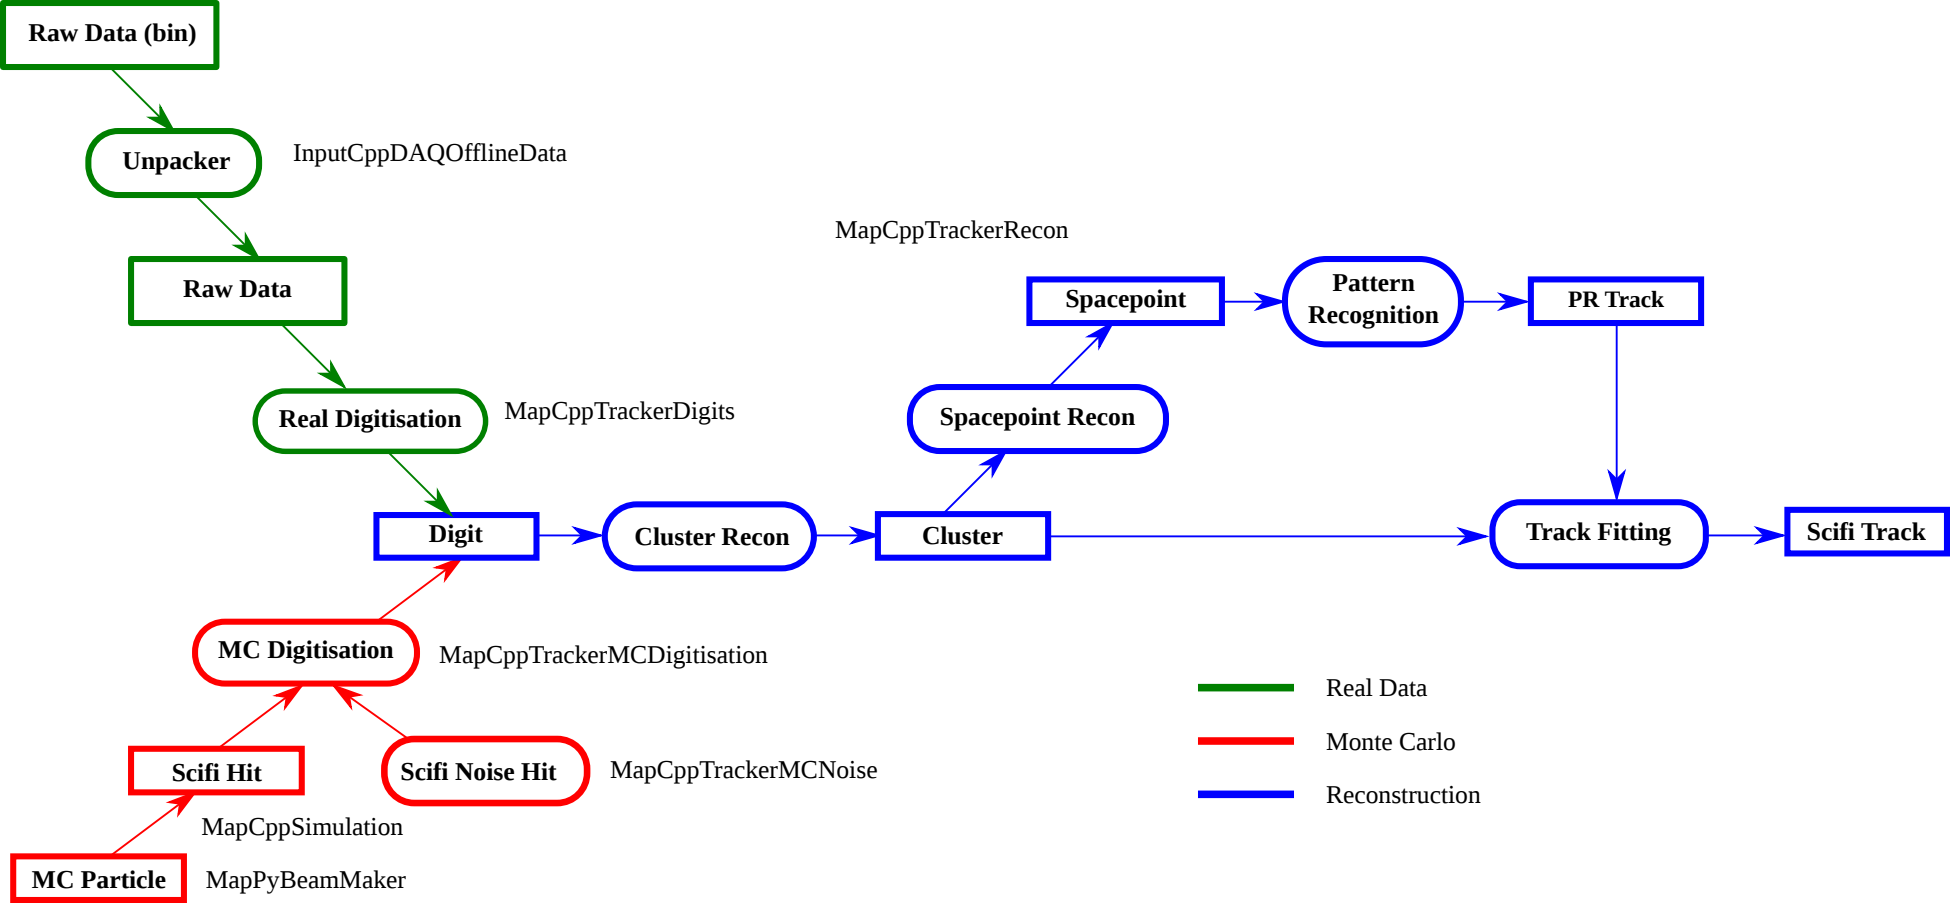 Raw Data (bin)
Unpacker
InputCppDAQOfflineData
Raw Data
Real Digitisation
MapCppTrackerDigits
MapCppTrackerRecon
Spacepoint
Pattern
Recognition
PR Track
Spacepoint Recon
Digit
Cluster Recon
Cluster
Track Fitting
Scifi Track
MC Digitisation
MapCppTrackerMCDigitisation
Scifi Hit
Scifi Noise Hit
MapCppTrackerMCNoise
MapCppSimulation
MC Particle
MapPyBeamMaker
Real Data
Monte Carlo
Reconstruction